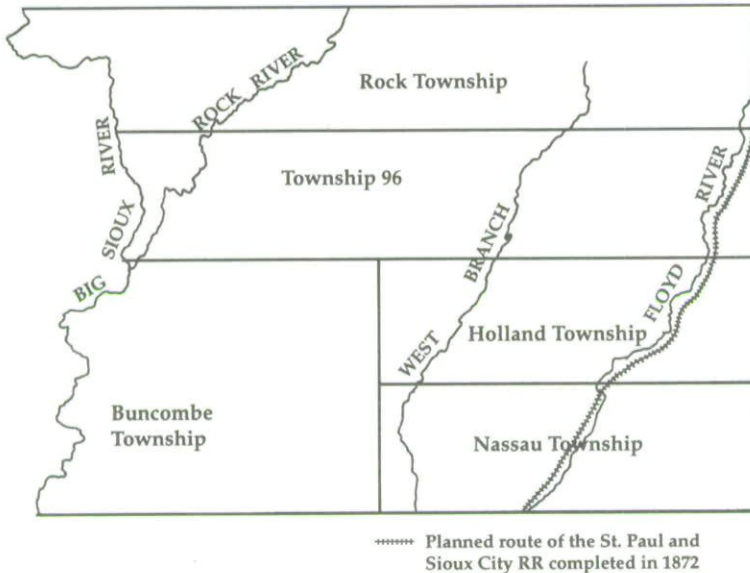 Rock Township
ROCK RIVER
Township 96
BIG SIOUX RIVER
WEST BRANCH
FLOYD RIVER
Holland Township
Buncombe
Township
Nassau Township
Planned route of the St. Paul and
Sioux City RR completed in 1872